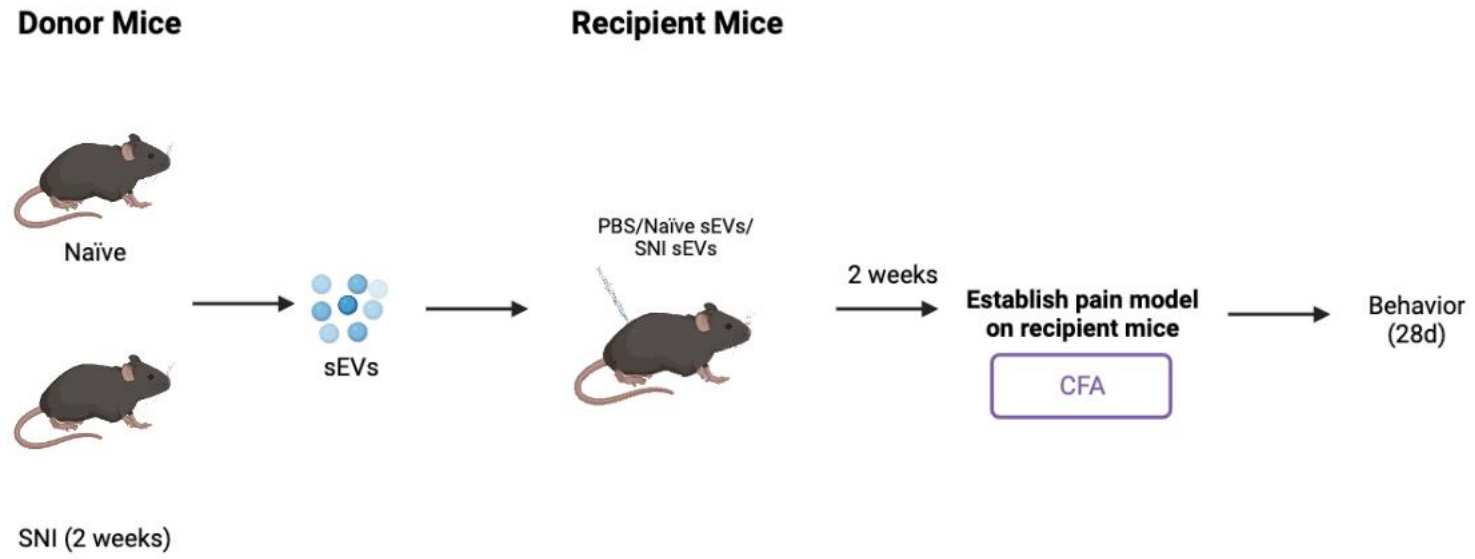 Donor Mice
Recipient Mice
Naïve
sEVs
PBS/Naïve sEVs/
SNI sEVs
2 weeks
Establish pain model
on recipient mice
CFA
Behavior
(28d)
SNI (2 weeks)